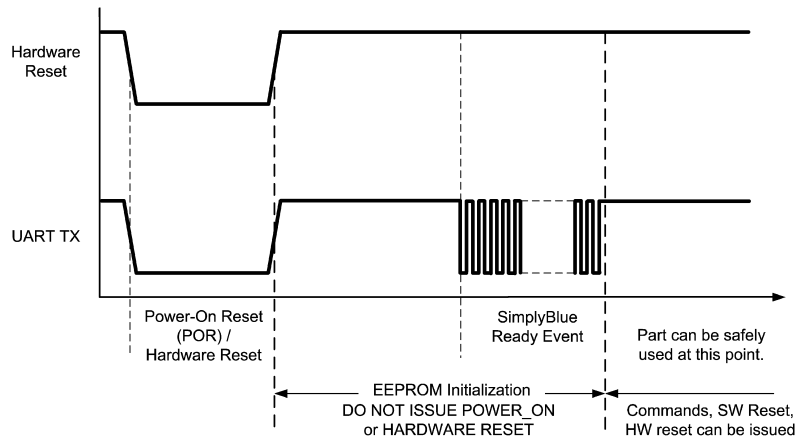 Hardware
Reset
UART TX
Power-On Reset
(POR) /
Hardware Reset
SimplyBlue
Ready Event
Part can be safely
used at this point.
EEPROM Initialization
DO NOT ISSUE POWER_ON
or HARDWARE RESET
Commands, SW Reset,
HW reset can be issued